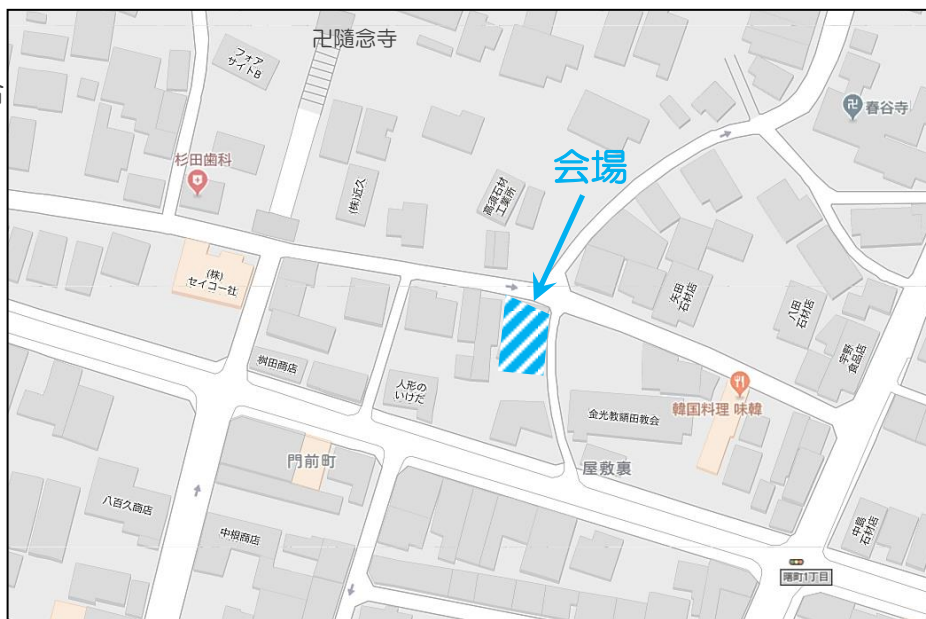 卍隨念寺
フォア
サイトB
春谷寺
杉田歯科
会場
(株)近久
高須石材
工業所
(株)
セイコー社
矢田
石材店
八田
石材店
宇野
食品店
桝田商店
人形の
いけだ
韓国料理 味韓
金光教額田教会
門前町
屋敷裏
八百久商店
中根商店
中島
石材店
曙町1丁目